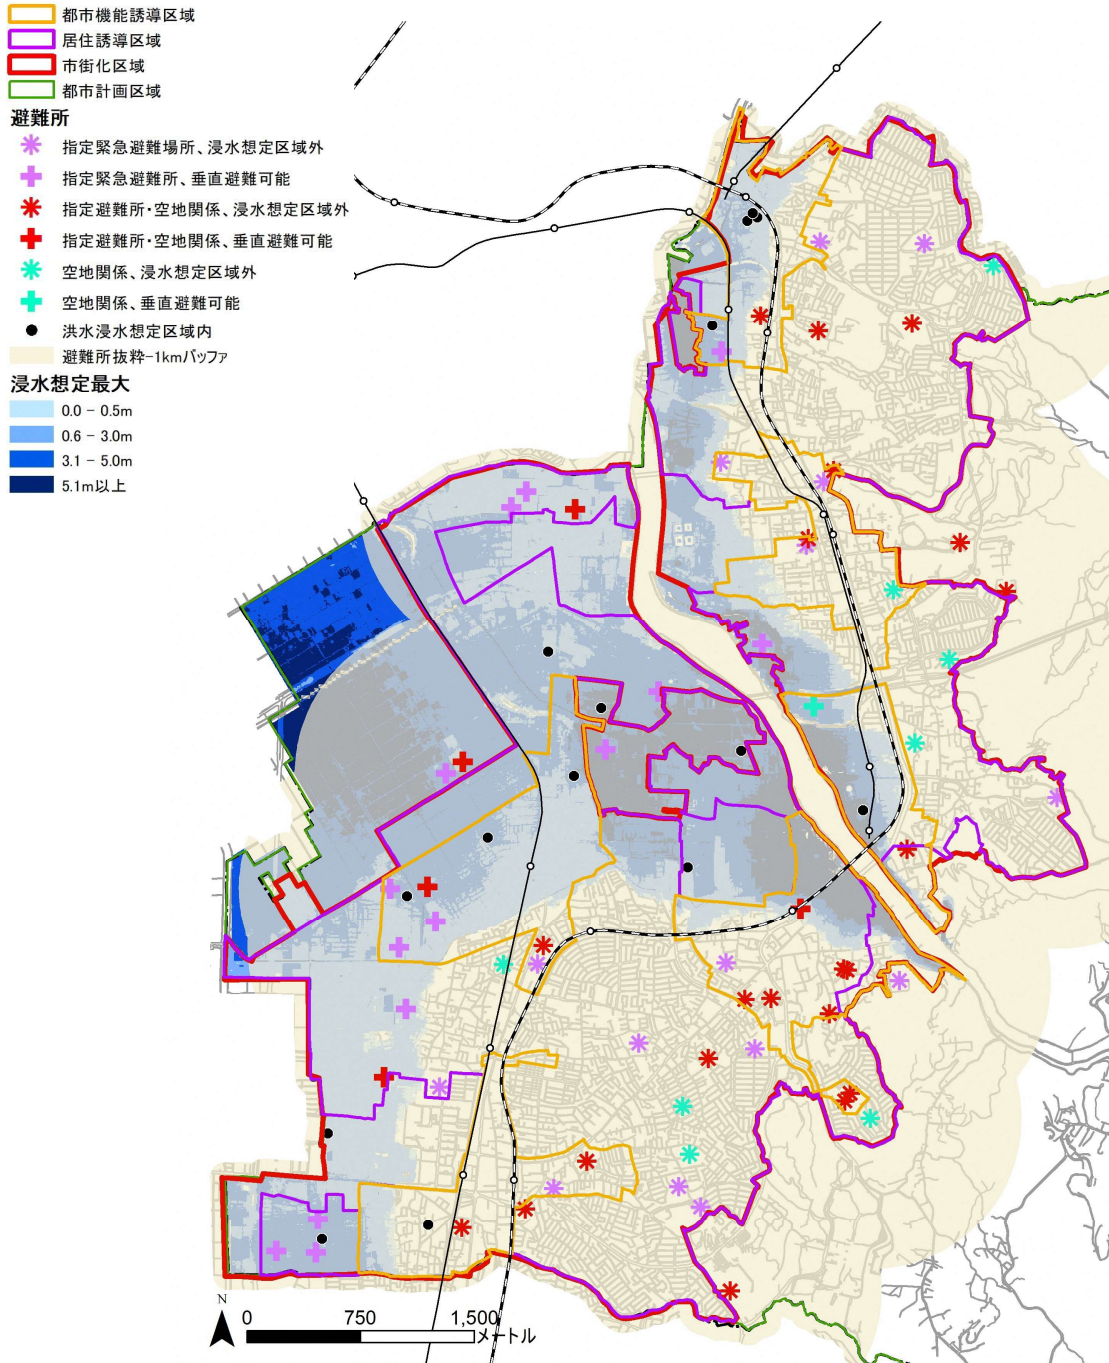 都市機能誘導区域
居住誘導区域
市街化区域
都市計画区域
避難所
指定緊急避難場所、浸水想定区域外
指定緊急避難所、垂直避難可能
指定避難所・空地関係、浸水想定区域外
指定避難所・空地関係、垂直避難可能
空地関係、浸水想定区域外
空地関係、垂直避難可能
洪水浸水想定区域内
避難所抜粋-1kmバッファ
浸水想定最大
0.0 - 0.5m
0.6 - 3.0m
3.1 - 5.0m
5.1m以上
N
0 750 1,500
メートル